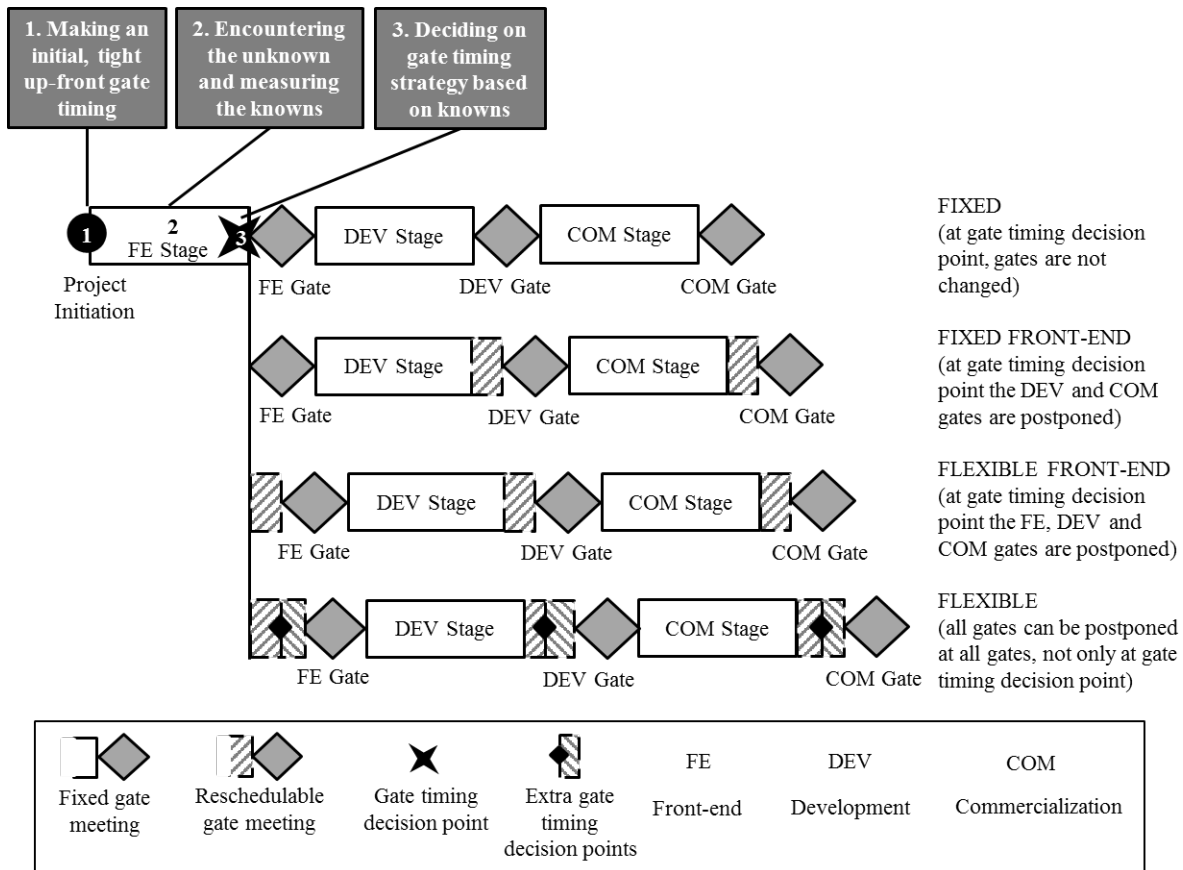 1. Making an
initial, tight
up-front gate
timing
2. Encountering
the unknown
and measuring
the knowns
3. Deciding on
gate timing
strategy based
on knowns
1
2
FE Stage
3
DEV Stage
COM Stage
Project
Initiation
FE Gate
DEV Gate
COM Gate
FIXED
(at gate timing decision
point, gates are not
changed)
DEV Stage
COM Stage
FE Gate
DEV Gate
COM Gate
FIXED FRONT-END
(at gate timing decision
point the DEV and COM
gates are postponed)
DEV Stage
COM Stage
FE Gate
DEV Gate
COM Gate
FLEXIBLE FRONT-END
(at gate timing decision
point the FE, DEV and
COM gates are postponed)
DEV Stage
COM Stage
FE Gate
DEV Gate
COM Gate
FLEXIBLE
(all gates can be postponed
at all gates, not only at gate
timing decision point)
Fixed gate
meeting
Reschedulable
gate meeting
Gate timing
decision point
Extra gate
timing
decision points
FE
Front-end
DEV
Development
COM
Commercialization